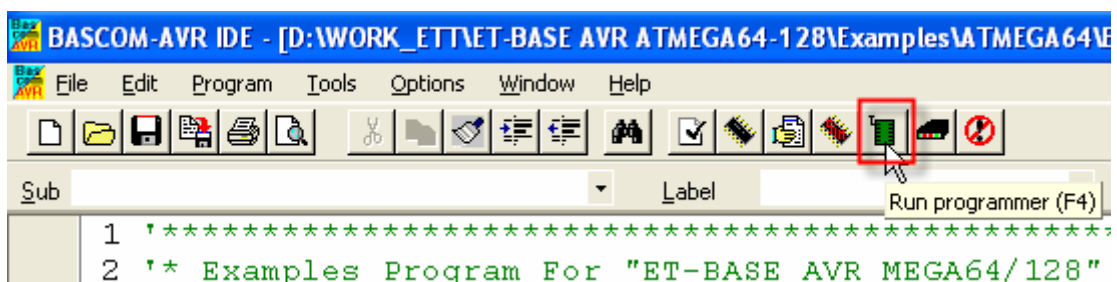 BASCOM-AVR IDE - [D:\WORK_ETT\ET-BASE AVR ATMEGA64-128\Examples\ATMEGA64\E
File Edit Program Tools Options Window Help
Sub Label
Run programmer (F4)
1 '************************************************
2 '* Examples Program For "ET-BASE AVR MEGA64/128"